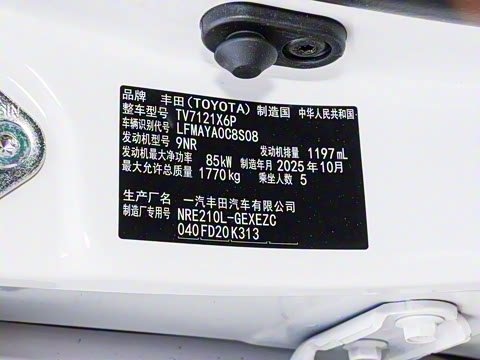 品牌 丰田(TOYOTA) 制造国 中华人民共和国
整车型号 TV7121X6P
车辆识别代号 LFMAYAOC8S08
发动机型号 9NR 发动机排量 1197mL
发动机最大净功率 85kW 制造年月 2025年10月
最大允许总质量 1770kg 乘坐人数 5
生产厂名 一汽丰田汽车有限公司
制造厂专用号 NRE210L-GEXEZC
040FD20K313